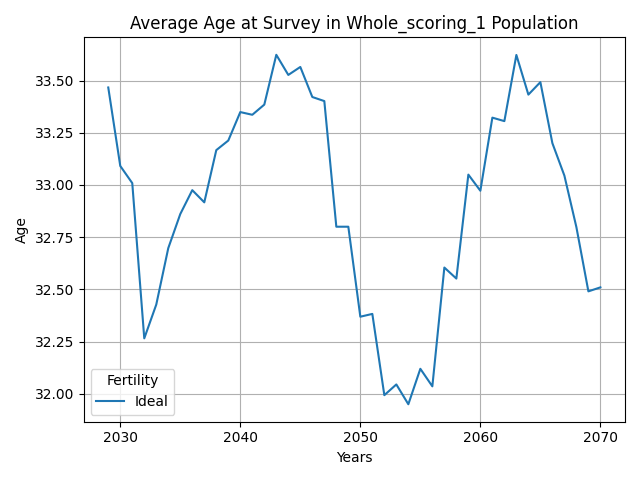 Average Age at Survey in Whole_scoring_1 Population
33.50
33.25
33.00
32.75
32.50
32.25
32.00
Age
Fertility
Ideal
2030 2040 2050 2060 2070
Years